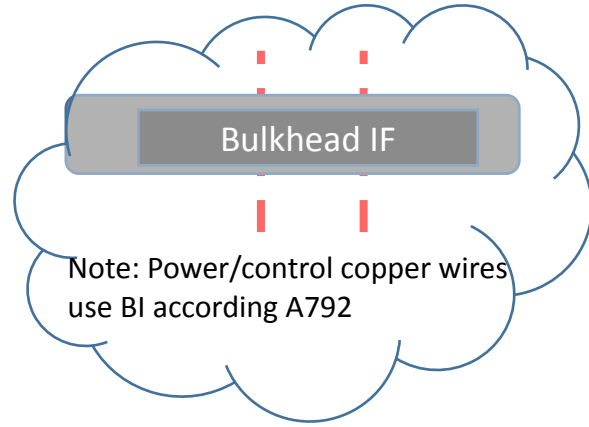 Bulkhead IF
Note: Power/control copper wires
use BI according A792